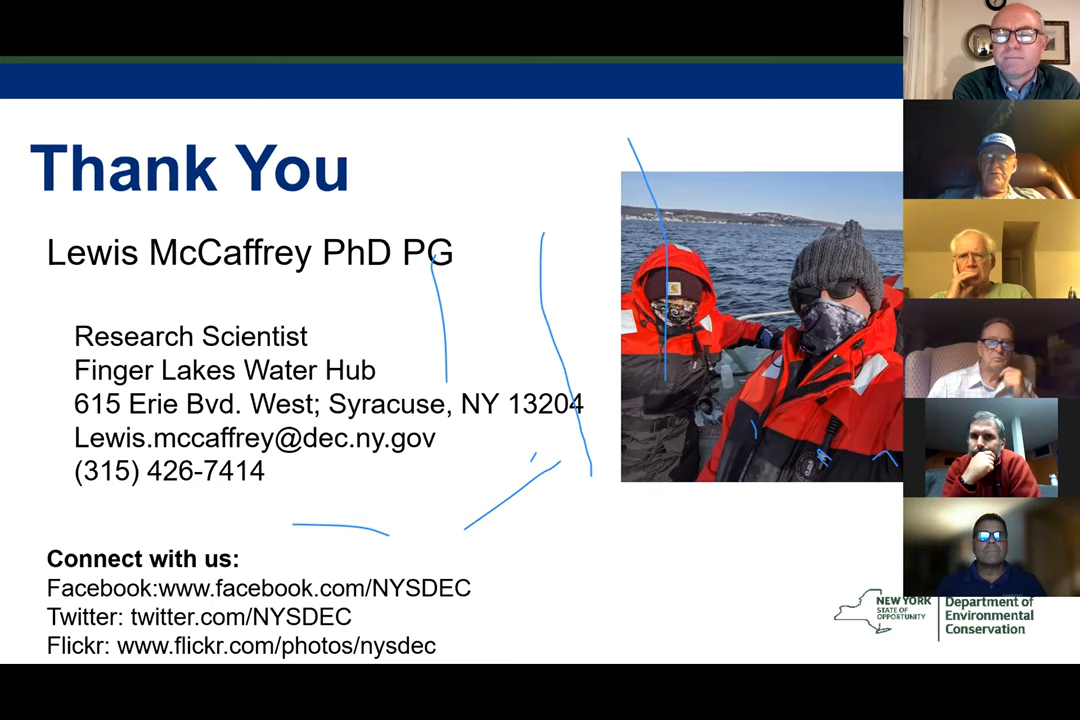 Thank You
Lewis McCaffrey PhD PG
Research Scientist
Finger Lakes Water Hub
615 Erie Bvd. West; Syracuse, NY 13204
Lewis.mccaffrey@dec.ny.gov
(315) 426-7414
Connect with us:
Facebook:www.facebook.com/NYSDEC
Twitter: twitter.com/NYSDEC
Flickr: www.flickr.com/photos/nysdec
NEW YORK
STATE OF
OPPORTUNITY
Department of
Environmental
Conservation